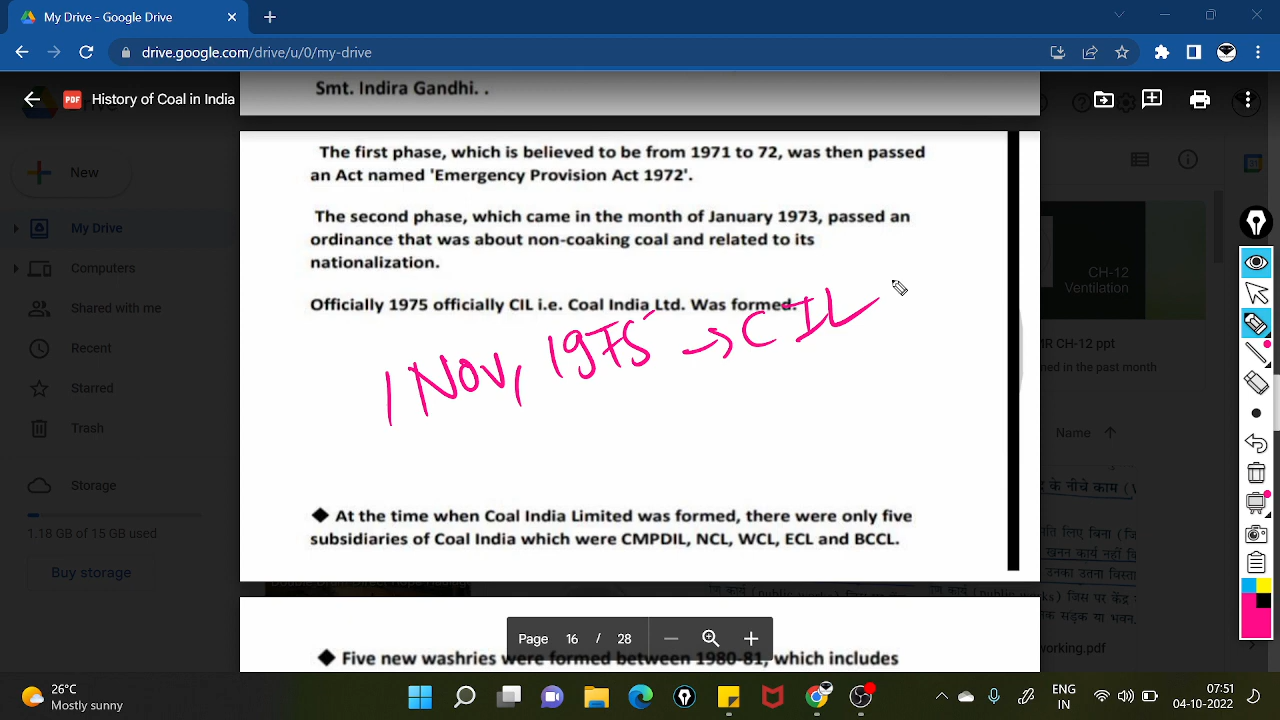 My Drive - Google Drive
drive.google.com/drive/u/0/my-drive
Smt. Indira Gandhi. .
History of Coal in India
The first phase, which is believed to be from 1971 to 72, was then passed
an Act named 'Emergency Provision Act 1972'.
New
The second phase, which came in the month of January 1973, passed an
ordinance that was about non-coaking coal and related to its
nationalization.
My Drive
Computers
Shared with me
Recent
Starred
Trash
Storage
1.18 GB of 15 GB used
Buy storage
Officially 1975 officially CIL i.e. Coal India Ltd. Was formed.
1 Nov, 1975 → CIL
◆ At the time when Coal India Limited was formed, there were only five
subsidiaries of Coal India which were CMPDIL, NCL, WCL, ECL and BCCL.
CH-12
Ventilation
MR CH-12 ppt
ned in the past month
Name
के नीचे काम
orking.pdf
Page 16 / 28
◆ Five new washries were formed between 1980-81, which includes
26°C
Mostly sunny
ENG
IN
07:51
04-10-2022